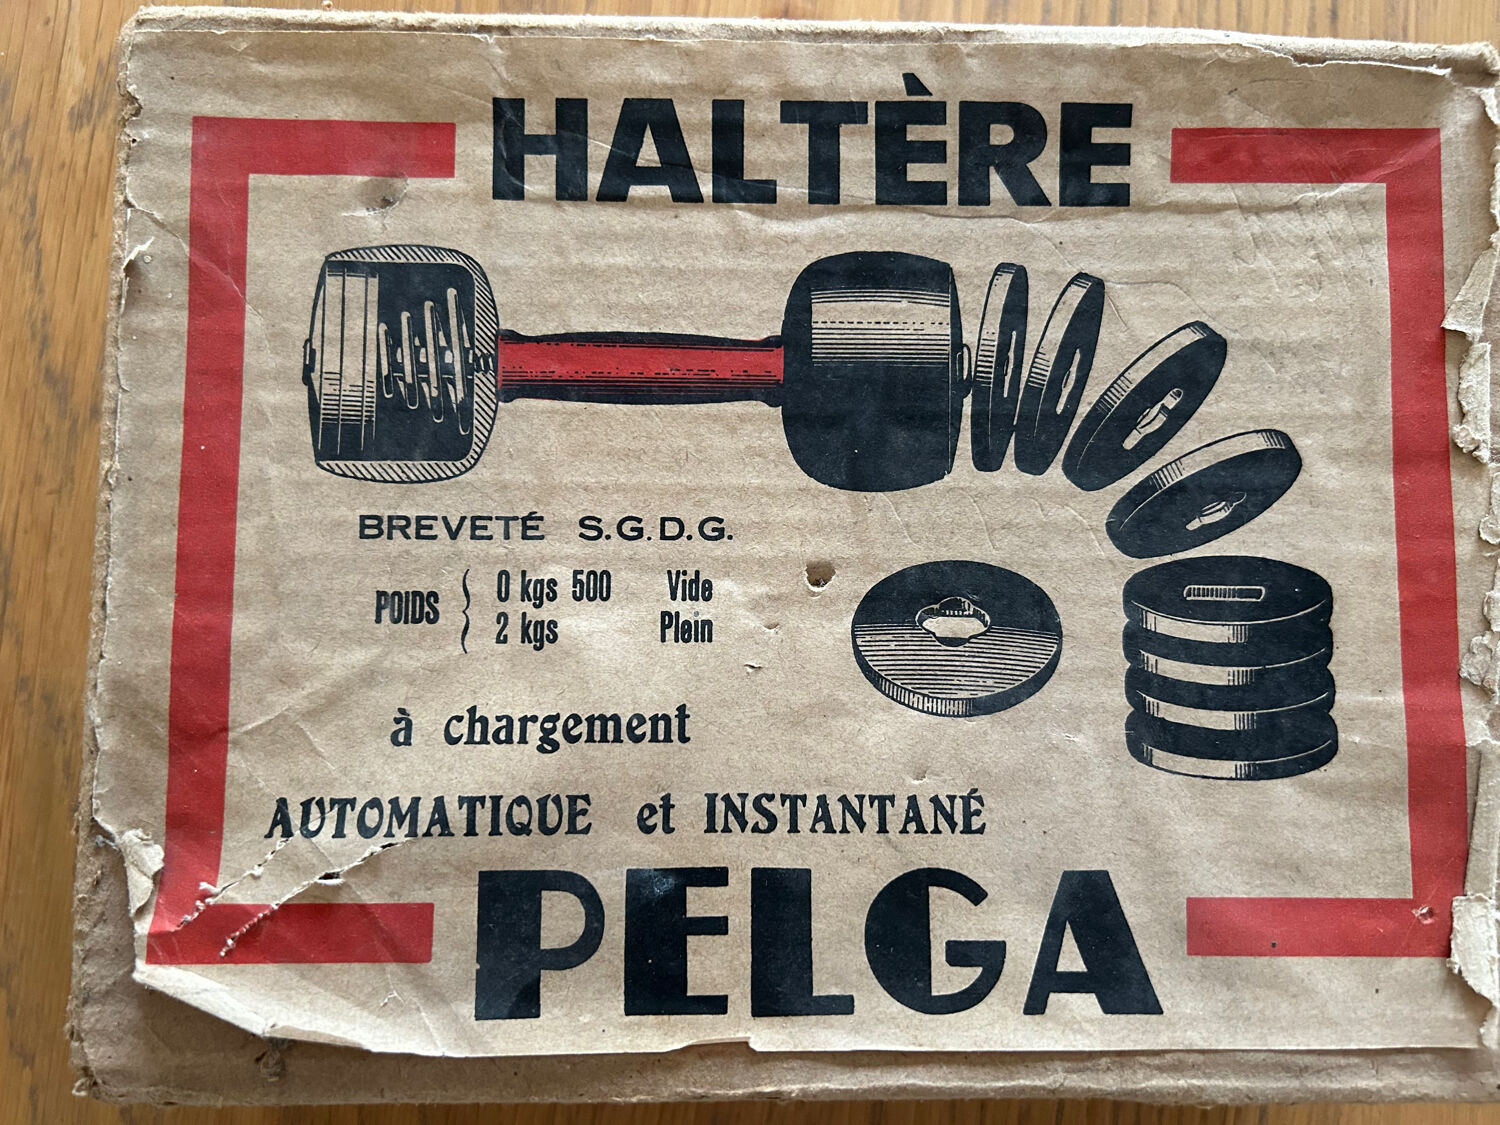 HALTÈRE
BREVETÉ S.G.D.G.
POIDS { 0 kgs 500 Vide
2 kgs Plein
à chargement
AUTOMATIQUE et INSTANTANÉ
PELGA